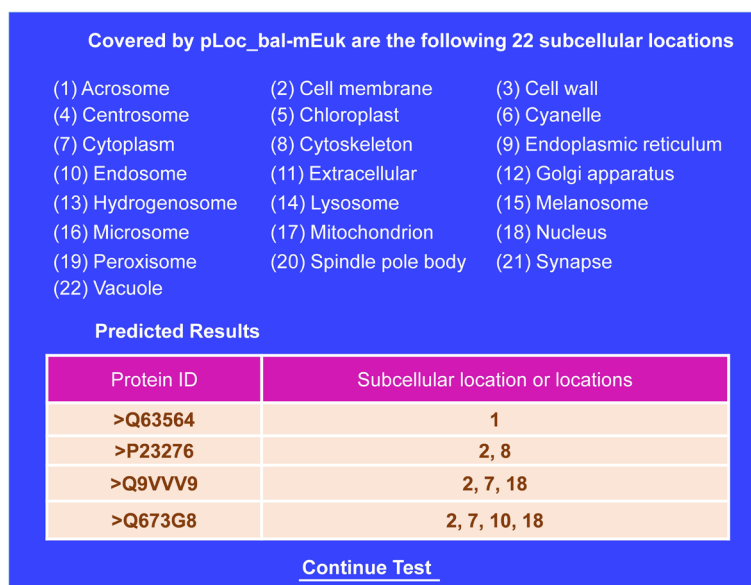 Covered by pLoc_bal-mEuk are the following 22 subcellular locations
(1) Acrosome (2) Cell membrane (3) Cell wall
(4) Centrosome (5) Chloroplast (6) Cyanelle
(7) Cytoplasm (8) Cytoskeleton (9) Endoplasmic reticulum
(10) Endosome (11) Extracellular (12) Golgi apparatus
(13) Hydrogenosome (14) Lysosome (15) Melanosome
(16) Microsome (17) Mitochondrion (18) Nucleus
(19) Peroxisome (20) Spindle pole body (21) Synapse
(22) Vacuole
Predicted Results
Protein ID Subcellular location or locations
>Q63564 1
>P23276 2, 8
>Q9VVV9 2, 7, 18
>Q673G8 2, 7, 10, 18
Continue Test